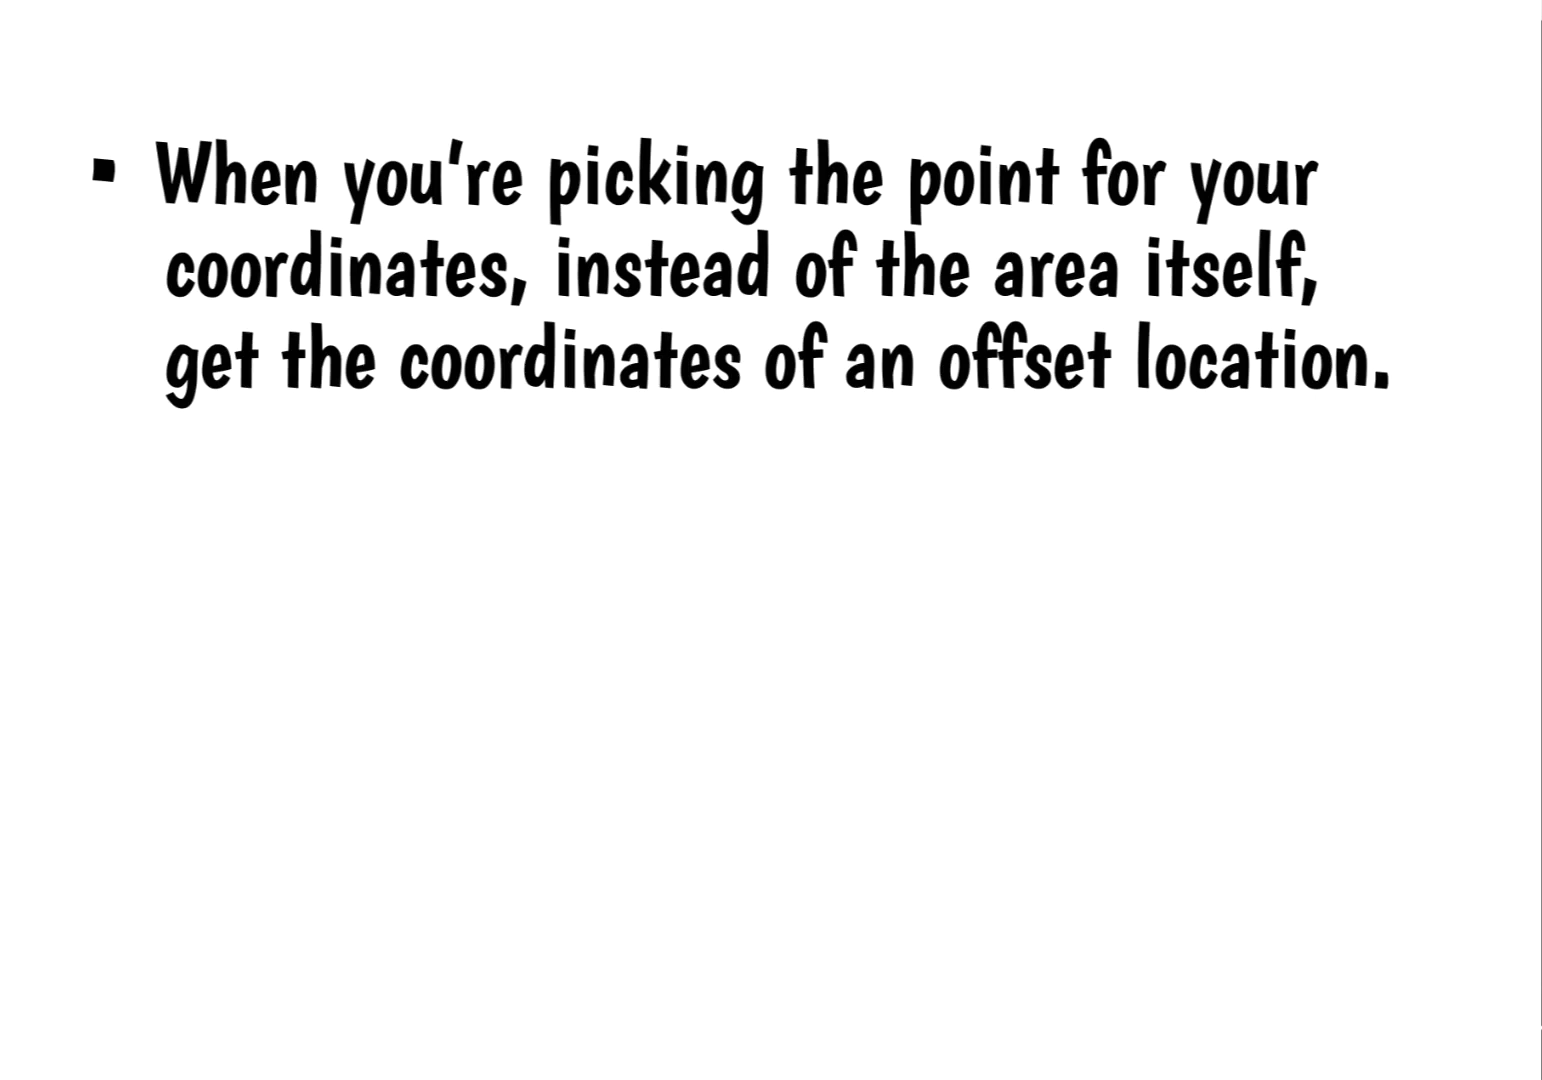 ▪ When you're picking the point for your
coordinates, instead of the area itself,
get the coordinates of an offset location.